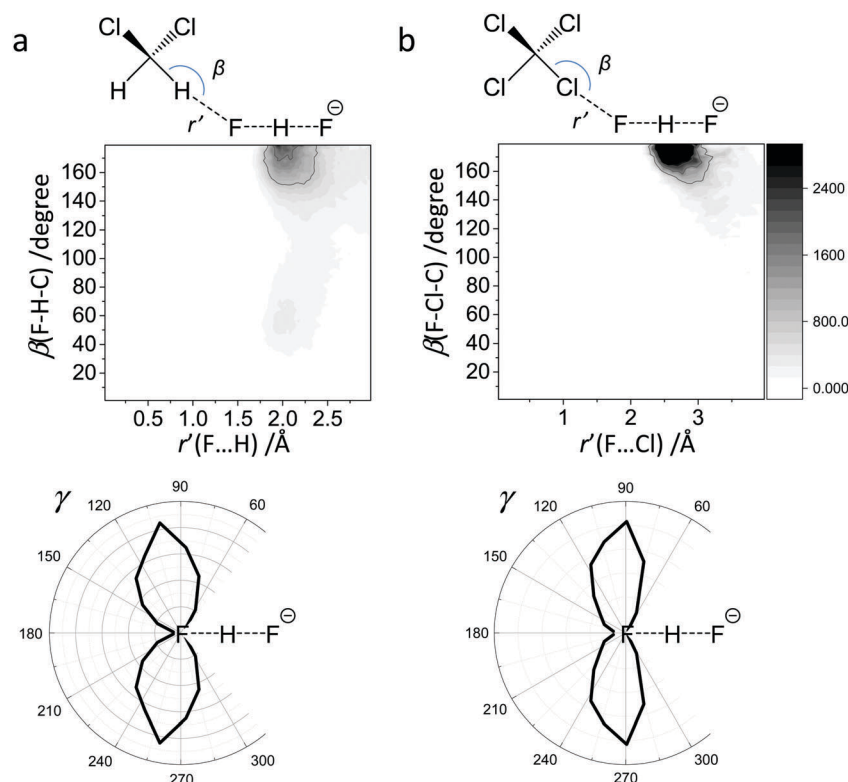 a
Cl Cl
H H
β
r'
F H F ⊖
β(F-H-C) /degree
160
140
120
100
80
60
40
20
0.5 1.0 1.5 2.0 2.5
r'(F...H) /Å
b
Cl Cl
Cl Cl
β
r'
F H F ⊖
β(F-Cl-C) /degree
160
140
120
100
80
60
40
20
1 2 3
r'(F...Cl) /Å
2400
1600
800.0
0.000
γ
90
120 60
150
180
F H F ⊖
210
240 300
270
γ
90
120 60
150
180
F H F ⊖
210
240 300
270